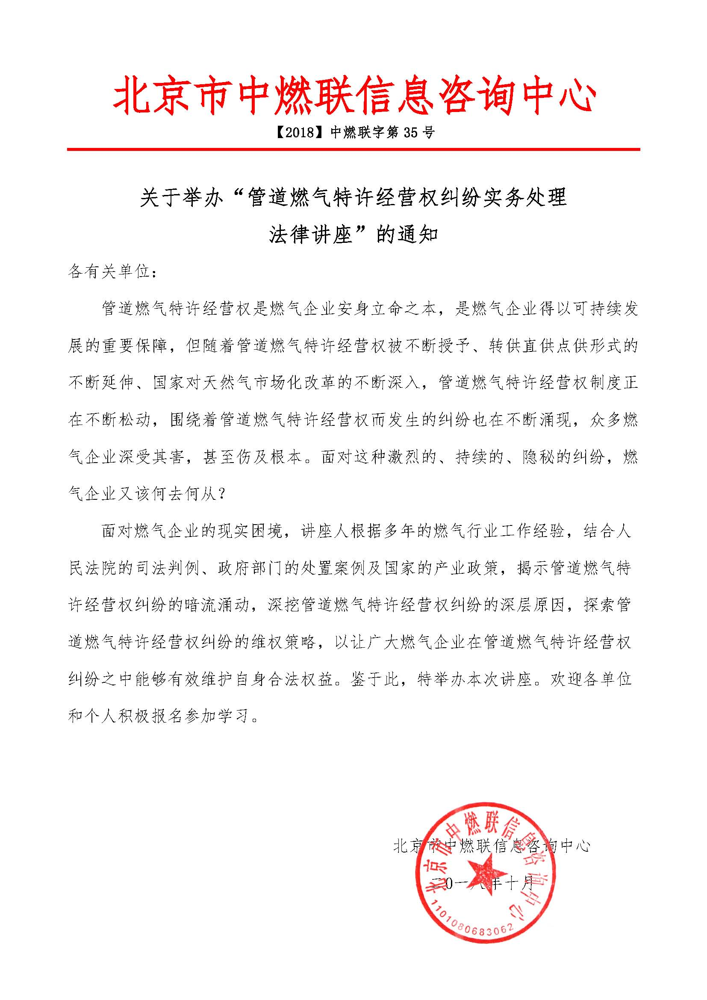 北京市中燃联信息咨询中心
【2018】中燃联字第 35 号
关于举办“管道燃气特许经营权纠纷实务处理
法律讲座”的通知
各有关单位：
管道燃气特许经营权是燃气企业安身立命之本，是燃气企业得以可持续发
展的重要保障，但随着管道燃气特许经营权被不断授予、转供直供点供形式的
不断延伸、国家对天然气市场化改革的不断深入，管道燃气特许经营权制度正
在不断松动，围绕着管道燃气特许经营权而发生的纠纷也在不断涌现，众多燃
气企业深受其害，甚至伤及根本。面对这种激烈的、持续的、隐秘的纠纷，燃
气企业又该何去何从？
面对燃气企业的现实困境，讲座人根据多年的燃气行业工作经验，结合人
民法院的司法判例、政府部门的处置案例及国家的产业政策，揭示管道燃气特
许经营权纠纷的暗流涌动，深挖管道燃气特许经营权纠纷的深层原因，探索管
道燃气特许经营权纠纷的维权策略，以让广大燃气企业在管道燃气特许经营权
纠纷之中能够有效维护自身合法权益。鉴于此，特举办本次讲座。欢迎各单位
和个人积极报名参加学习。
北京市中燃联信息咨询中心
二0一八年十月
北京市中燃联信息咨询中心
1101080683062